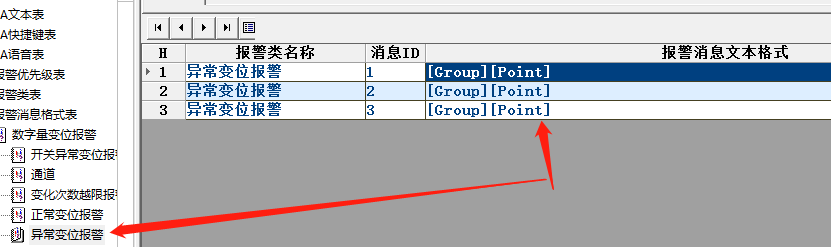 A文本表
A快捷键表
A语音表
报警优先级表
报警类表
报警消息格式表
数字量变位报警
开关异常变位报
通道
变化次数越限报
正常变位报警
异常变位报警
H 报警类名称 消息ID 报警消息文本格式
1 异常变位报警 1 [Group][Point]
2 异常变位报警 2 [Group][Point]
3 异常变位报警 3 [Group][Point]